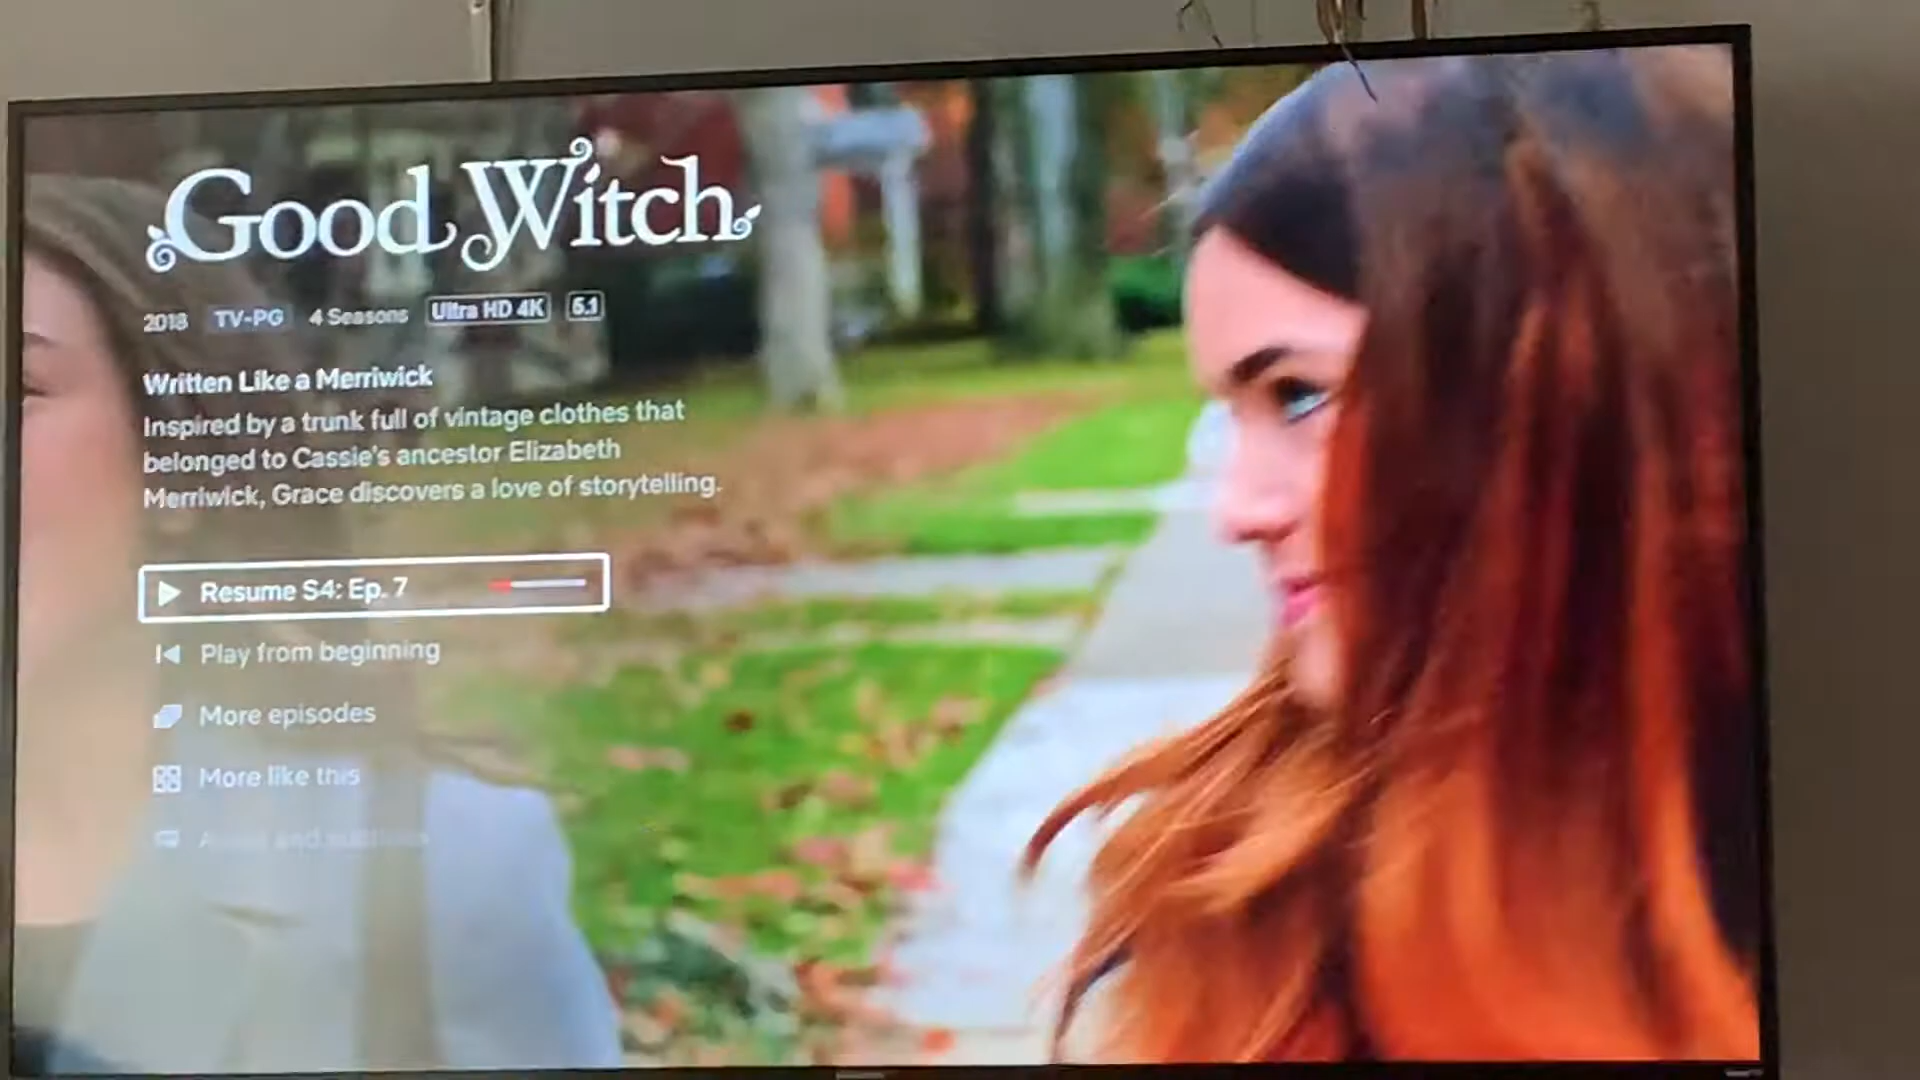 Good Witch
2018 TV-PG 4 Seasons Ultra HD 4K 5.1
Written Like a Merriwick
Inspired by a trunk full of vintage clothes that
belonged to Cassie's ancestor Elizabeth
Merriwick, Grace discovers a love of storytelling.
Resume S4: Ep. 7
Play from beginning
More episodes
More like this